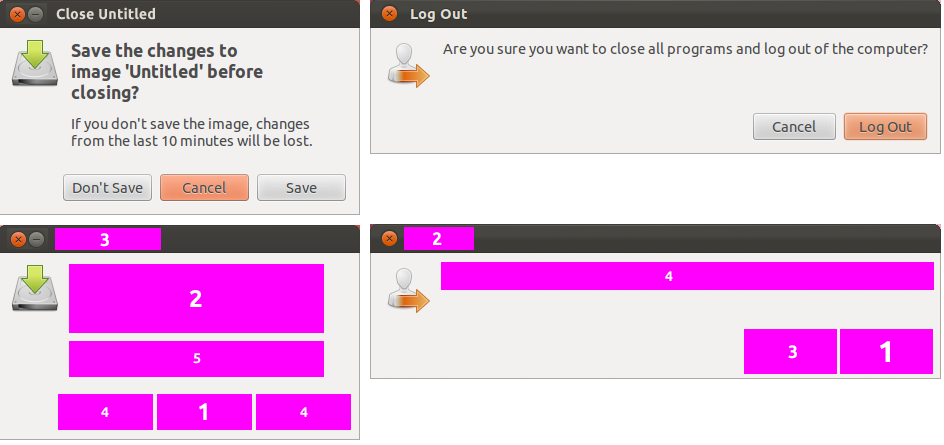 Close Untitled
Save the changes to
image 'Untitled' before
closing?
If you don't save the image, changes
from the last 10 minutes will be lost.
Don't Save Cancel Save
Log Out
Are you sure you want to close all programs and log out of the computer?
Cancel Log Out
3
2
5
4 1 4
2
4
3 1